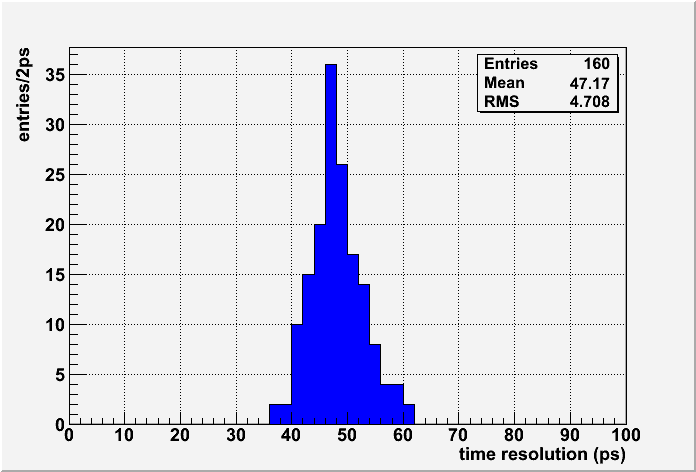 entries/2ps
Entries 160
Mean 47.17
RMS 4.708
35
30
25
20
15
10
5
0
0 10 20 30 40 50 60 70 80 90 100
time resolution (ps)